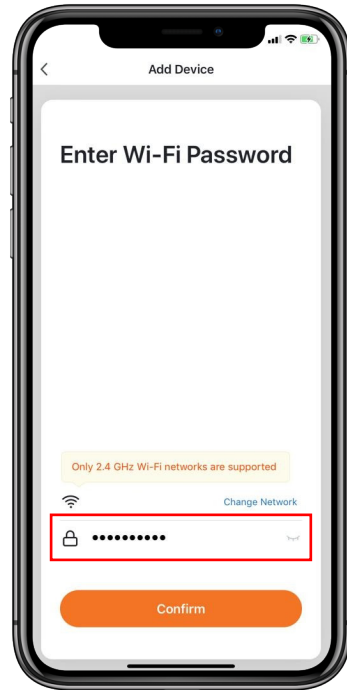 Add Device
Enter Wi-Fi Password
Only 2.4 GHz Wi-Fi networks are supported
Change Network
••••••••••
Confirm